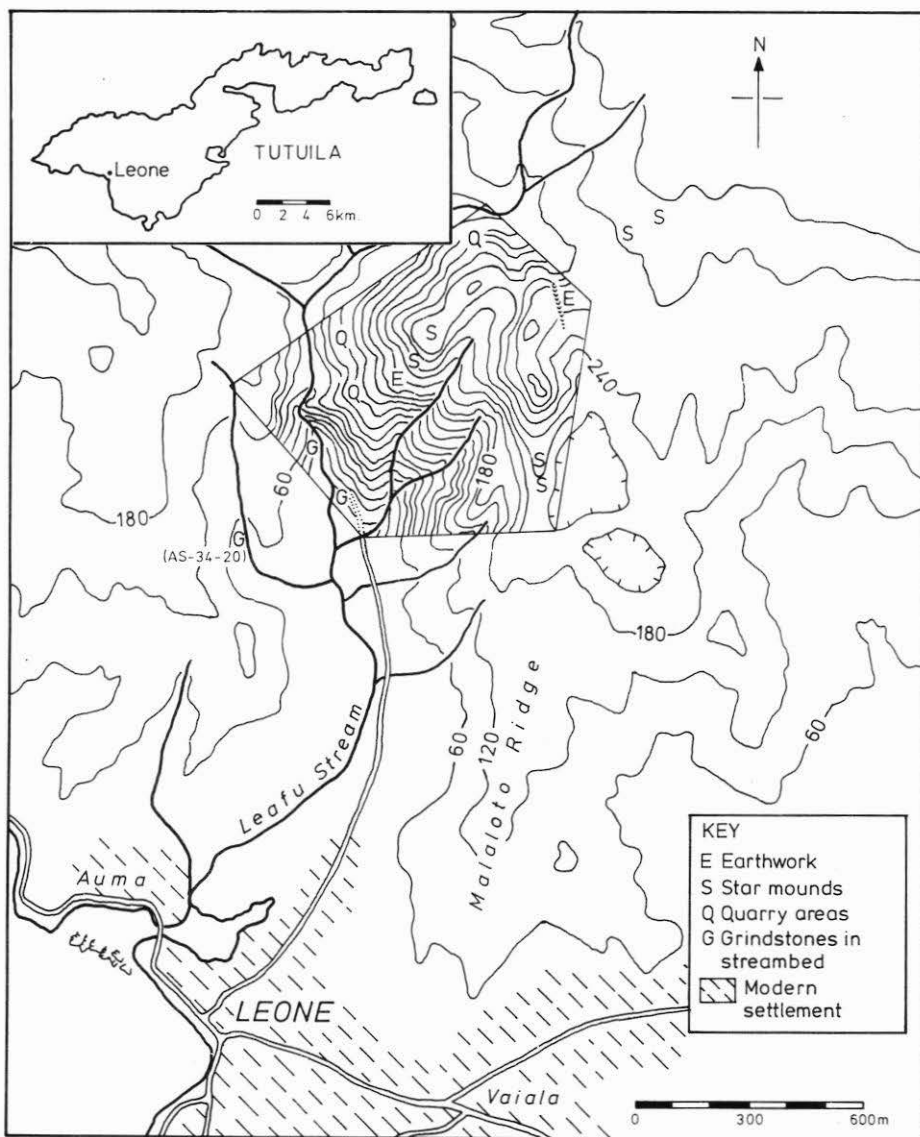 Leone
TUTUILA
0 2 4 6km.
N
Q
S
S
E
Q
S
S
E
Q
240
G
60
S
S
180
G
180
G
(AS-34-20)
180
Leafu Stream
60
120
Malaloto Ridge
60
Auma
LEONE
Vaiala
KEY
E Earthwork
S Star mounds
Q Quarry areas
G Grindstones in
streambed
Modern
settlement
0 300 600m